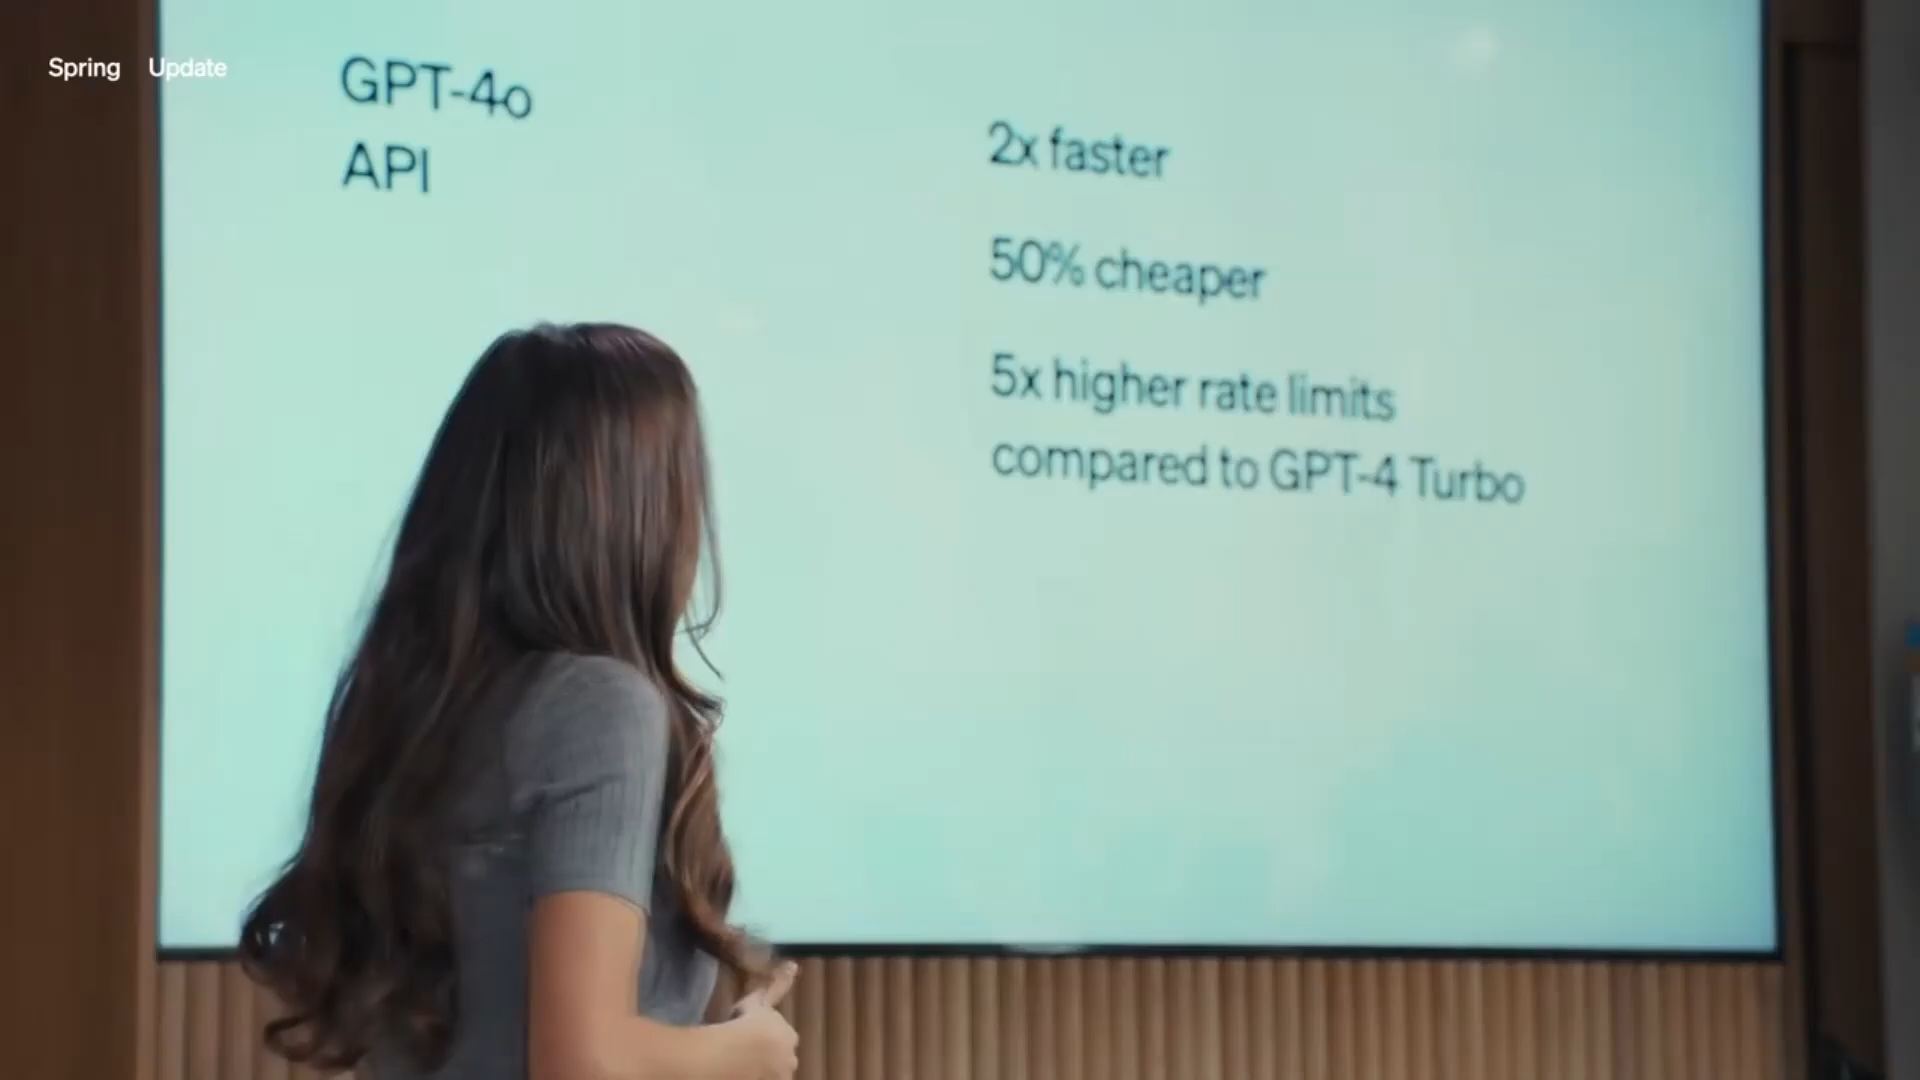 Spring Update
GPT-4o
API
2x faster
50% cheaper
5x higher rate limits
compared to GPT-4 Turbo